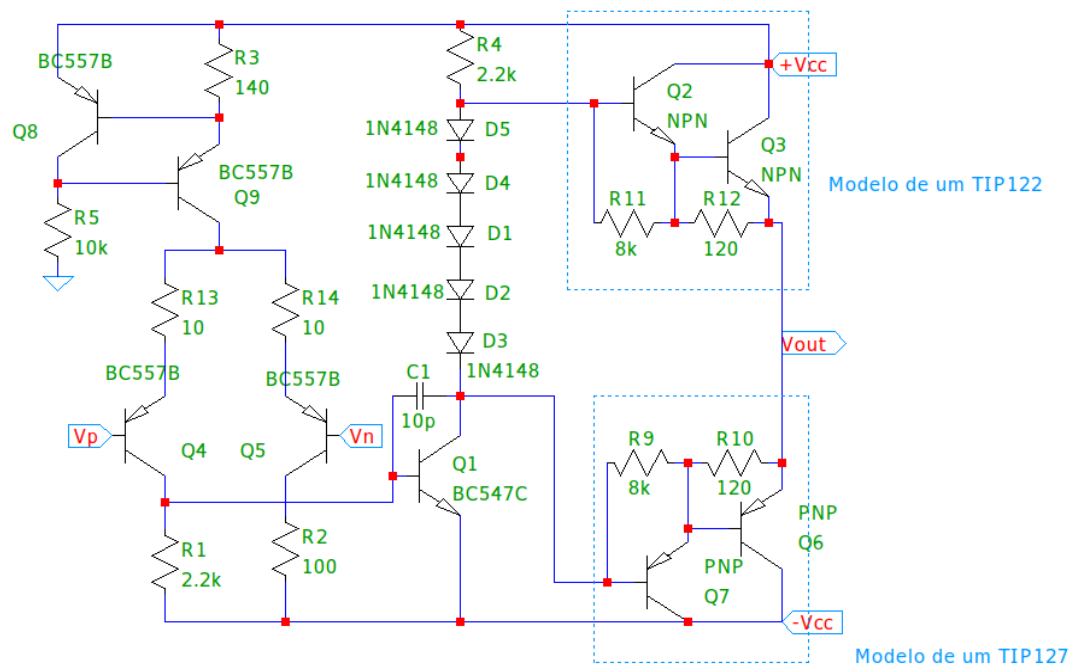 BC557B
Q8
R3
140
BC557B
Q9
R5
10k
R13
10
R14
10
BC557B
BC557B
Vp
Q4
Q5
Vn
R1
2.2k
R2
100
R4
2.2k
1N4148
D5
1N4148
D4
1N4148
D1
1N4148
D2
D3
1N4148
C1
10p
Q1
BC547C
Q2
NPN
Q3
NPN
R11
8k
R12
120
+Vcc
Modelo de um TIP122
Vout
R9
8k
R10
120
PNP
Q6
PNP
Q7
-Vcc
Modelo de um TIP127